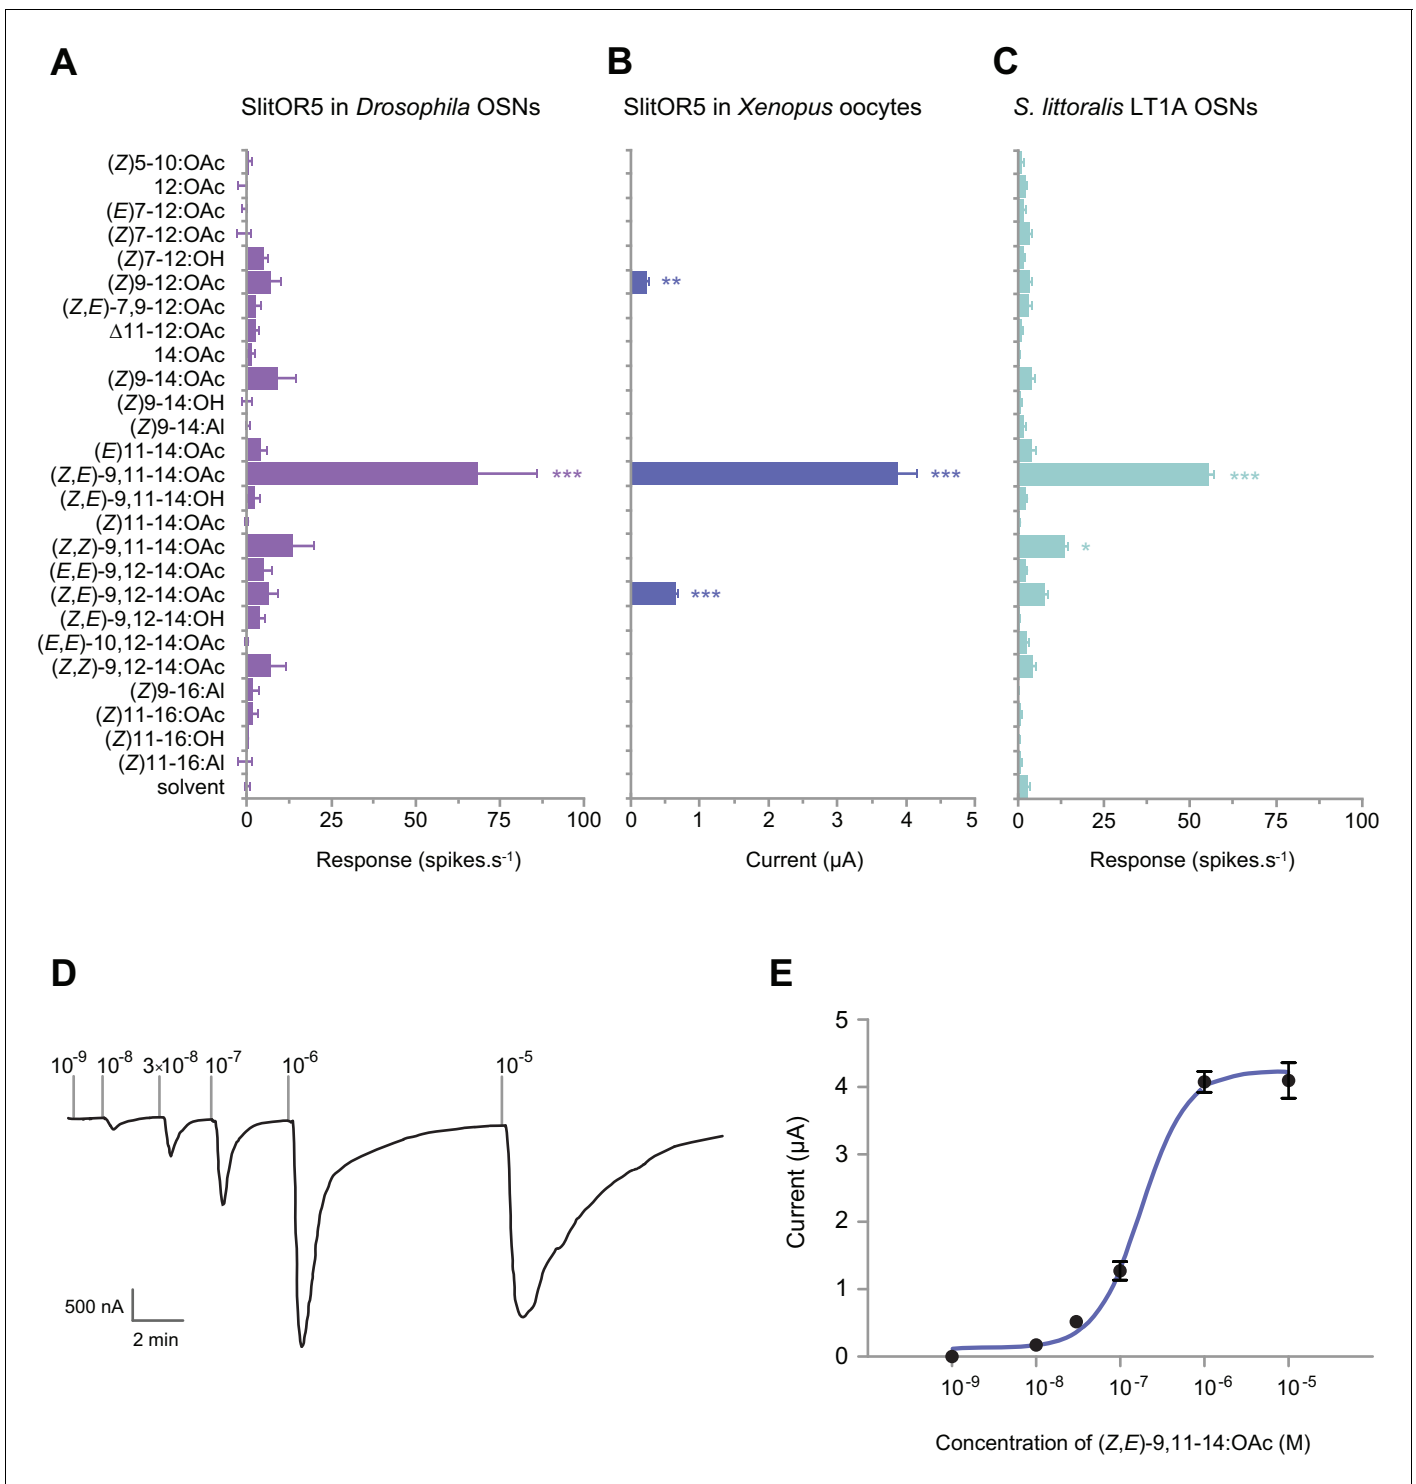 A
B
C
SlitOR5 in Drosophila OSNs
SlitOR5 in Xenopus oocytes
S. littoralis LT1A OSNs
(Z)5-10:OAc
12:OAc
(E)7-12:OAc
(Z)7-12:OAc
(Z)7-12:OH
(Z)9-12:OAc
**
(Z,E)-7,9-12:OAc
Δ11-12:OAc
14:OAc
(Z)9-14:OAc
(Z)9-14:OH
(Z)9-14:Al
(E)11-14:OAc
(Z,E)-9,11-14:OAc
***
***
***
(Z,E)-9,11-14:OH
(Z)11-14:OAc
(Z,Z)-9,11-14:OAc
*
(E,E)-9,12-14:OAc
(Z,E)-9,12-14:OAc
***
(Z,E)-9,12-14:OH
(E,E)-10,12-14:OAc
(Z,Z)-9,12-14:OAc
(Z)9-16:Al
(Z)11-16:OAc
(Z)11-16:OH
(Z)11-16:Al
solvent
0 25 50 75 100
0 1 2 3 4 5
0 25 50 75 100
Response (spikes.s⁻¹)
Current (µA)
Response (spikes.s⁻¹)
D
10⁻⁹ 10⁻⁸ 3×10⁻⁸ 10⁻⁷ 10⁻⁶ 10⁻⁵
500 nA
2 min
E
5
4
3
2
1
0
Current (µA)
10⁻⁹ 10⁻⁸ 10⁻⁷ 10⁻⁶ 10⁻⁵
Concentration of (Z,E)-9,11-14:OAc (M)